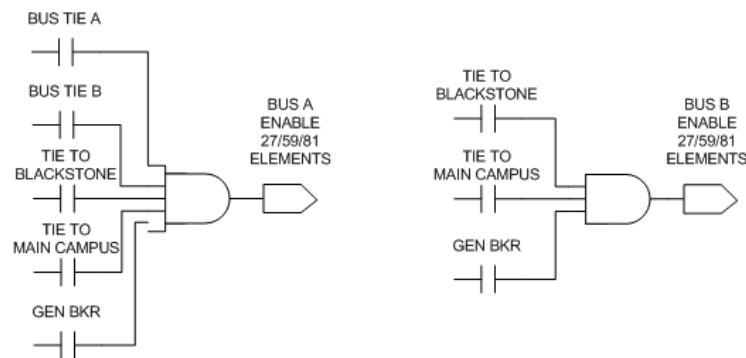 BUS TIE A
BUS TIE B
TIE TO
BLACKSTONE
TIE TO
MAIN CAMPUS
GEN BKR
BUS A
ENABLE
27/59/81
ELEMENTS
TIE TO
BLACKSTONE
TIE TO
MAIN CAMPUS
GEN BKR
BUS B
ENABLE
27/59/81
ELEMENTS